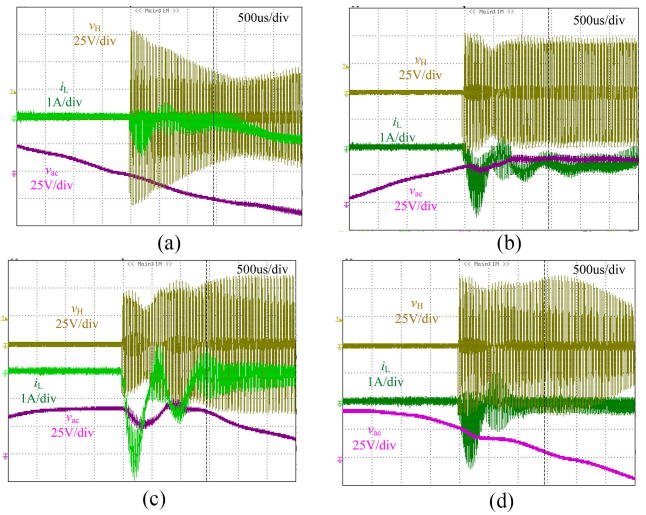 << Main:1M >>
500us/div
vH
25V/div
iL
1A/div
vac
25V/div
(a)
<< Main:1M >>
500us/div
vH
25V/div
iL
1A/div
vac
25V/div
(b)
<< Main:1M >>
500us/div
vH
25V/div
iL
1A/div
vac
25V/div
(c)
<< Main:1M >>
500us/div
vH
25V/div
iL
1A/div
vac
25V/div
(d)